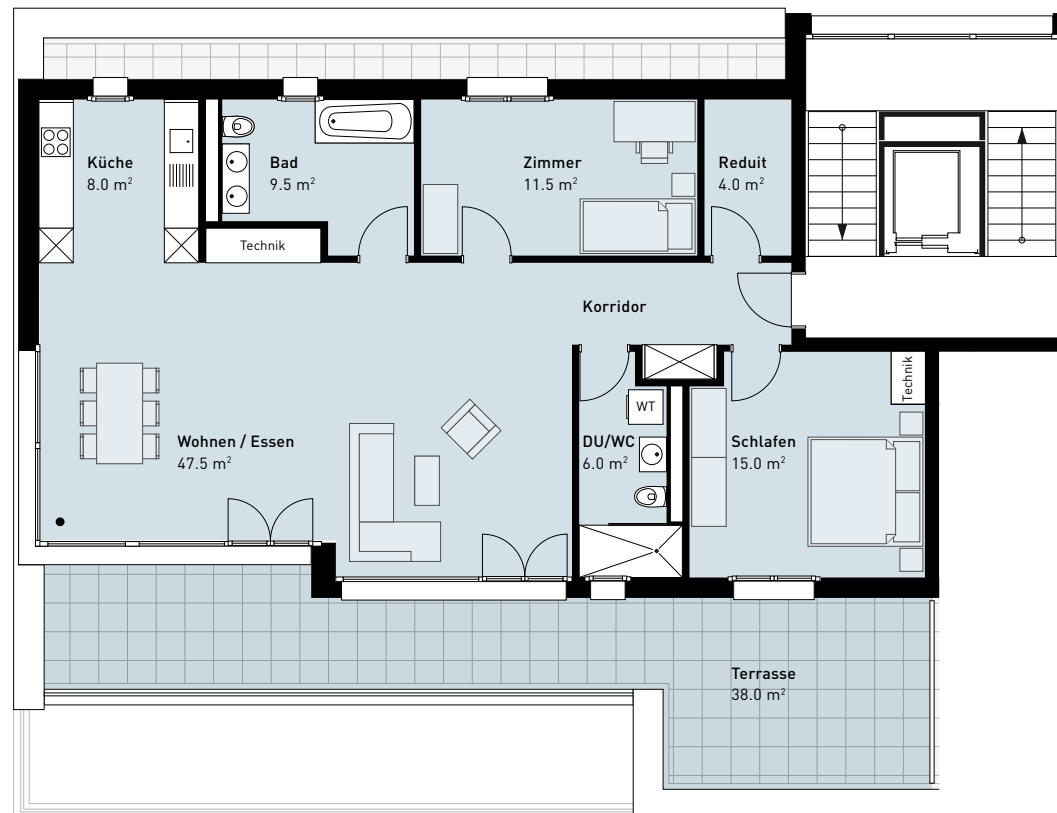 Küche
8.0 m²
Bad
9.5 m²
Zimmer
11.5 m²
Reduit
4.0 m²
Technik
Korridor
Technik
WT
Wohnen / Essen
47.5 m²
DU/WC
6.0 m²
Schlafen
15.0 m²
Terrasse
38.0 m²